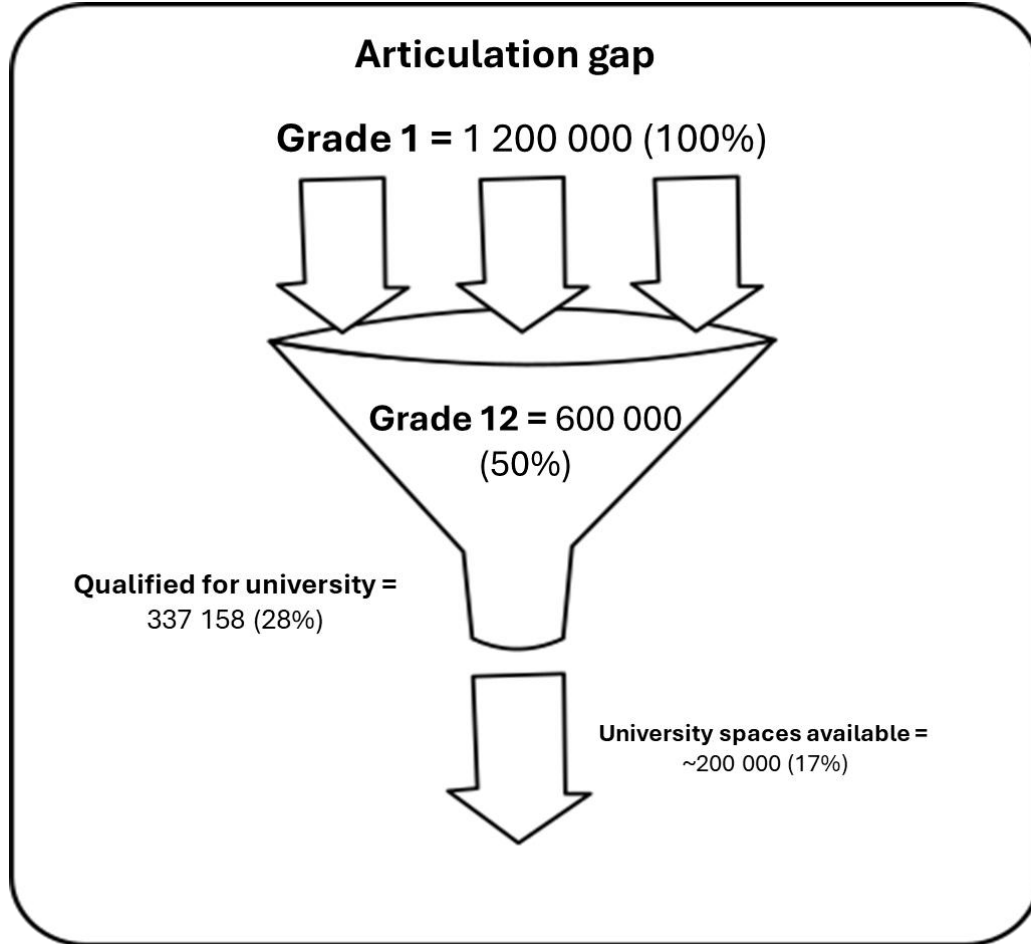 Articulation gap
Grade 1 = 1 200 000 (100%)
Grade 12 = 600 000
(50%)
Qualified for university =
337 158 (28%)
University spaces available =
~200 000 (17%)